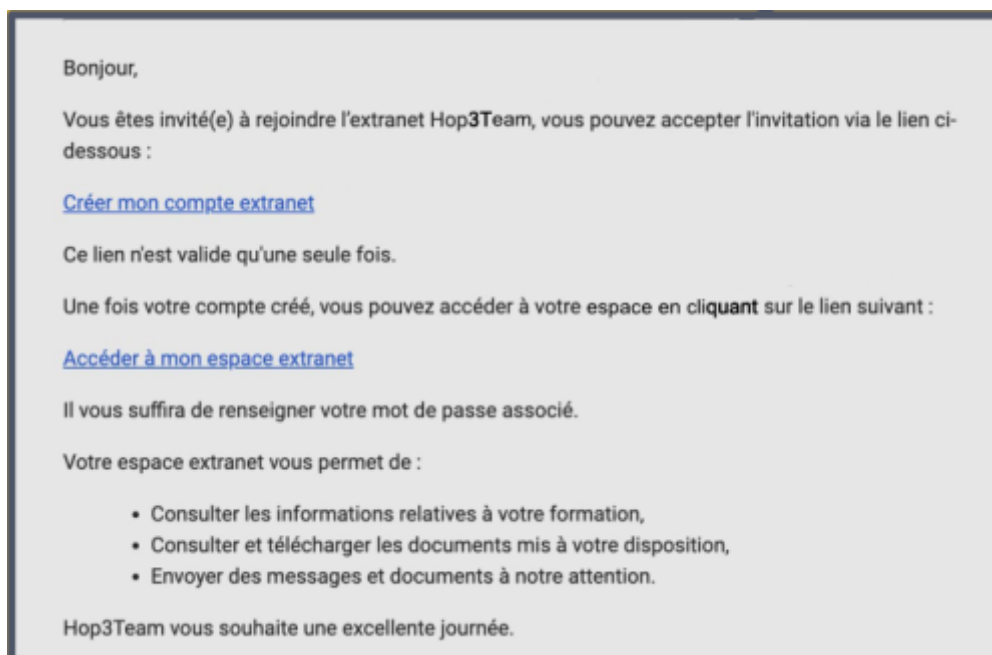 Bonjour,
Vous êtes invité(e) à rejoindre l'extranet Hop3Team, vous pouvez accepter l'invitation via le lien ci-
dessous :
Créer mon compte extranet
Ce lien n'est valide qu'une seule fois.
Une fois votre compte créé, vous pouvez accéder à votre espace en cliquant sur le lien suivant :
Accéder à mon espace extranet
Il vous suffira de renseigner votre mot de passe associé.
Votre espace extranet vous permet de :
• Consulter les informations relatives à votre formation,
• Consulter et télécharger les documents mis à votre disposition,
• Envoyer des messages et documents à notre attention.
Hop3Team vous souhaite une excellente journée.